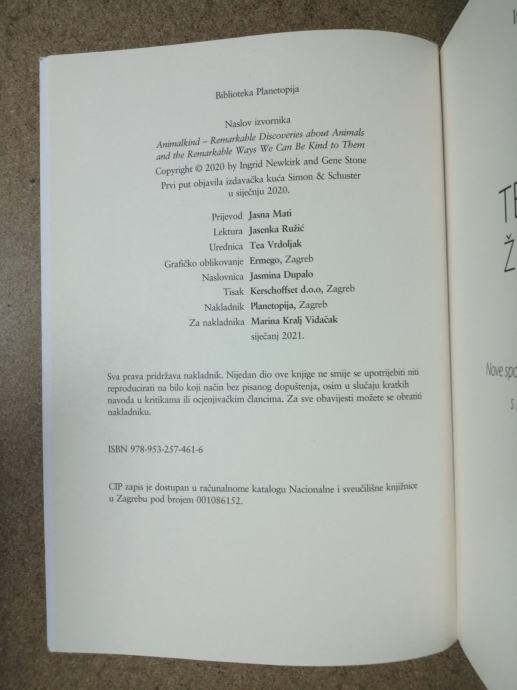 Biblioteka Planetopija
Naslov izvornika
Animalkind – Remarkable Discoveries about Animals
and the Remarkable Ways We Can Be Kind to Them
Copyright © 2020 by Ingrid Newkirk and Gene Stone
Prvi put objavila izdavačka kuća Simon & Schuster
u siječnju 2020.
Prijevod Jasna Mati
Lektura Jasenka Ružić
Urednica Tea Vrdoljak
Grafičko oblikovanje Ermego, Zagreb
Naslovnica Jasmina Dupalo
Tisak Kerschoffset d.o.o, Zagreb
Nakladnik Planetopija, Zagreb
Za nakladnika Marina Kralj Vidačak
siječanj 2021.
Sva prava pridržava nakladnik. Nijedan dio ove knjige ne smije se upotrijebiti niti
reproducirati na bilo koji način bez pisanog dopuštenja, osim u slučaju kratkih
navoda u kritikama ili ocjenjivačkim člancima. Za sve obavijesti možete se obratiti
nakladniku.
ISBN 978-953-257-461-6
CIP zapis je dostupan u računalnome katalogu Nacionalne i sveučilišne knjižnice
u Zagrebu pod brojem 001086152.
Nove